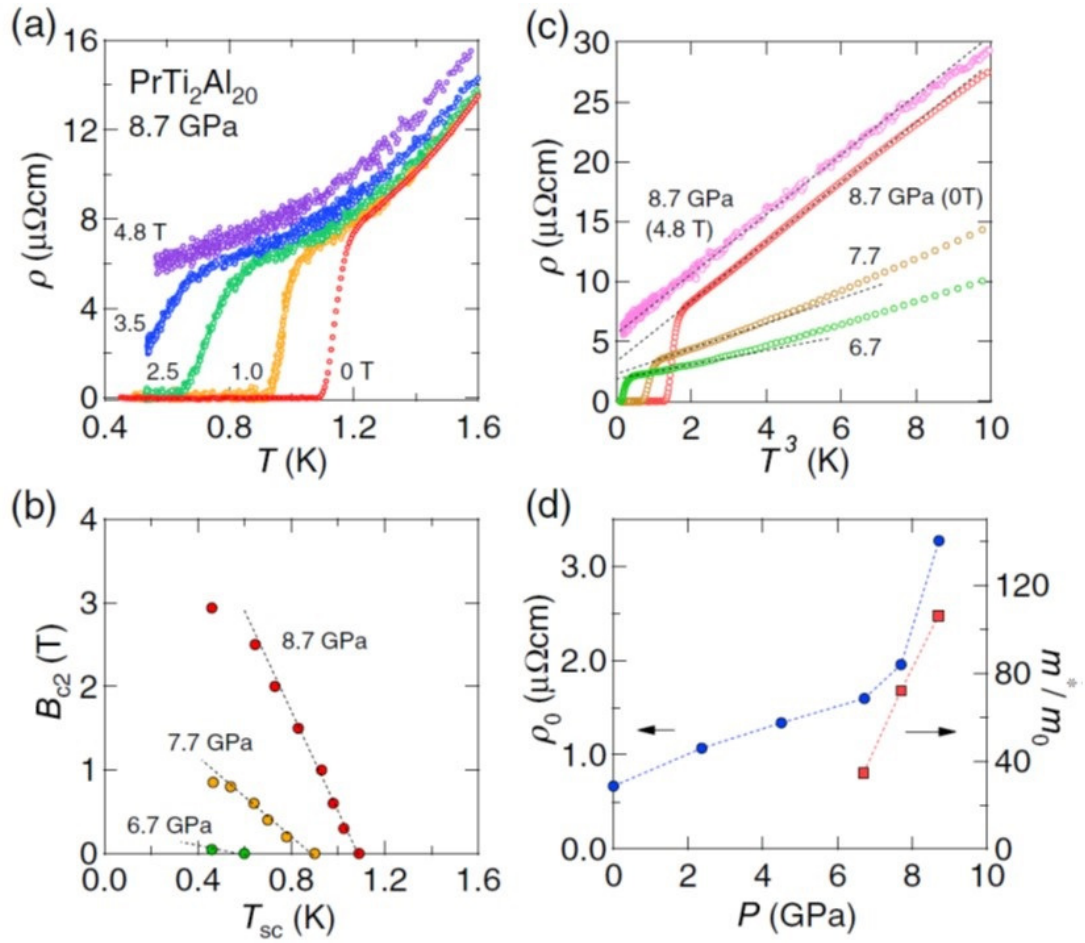 (a)
PrTi2Al20
8.7 GPa
4.8 T
3.5
2.5
1.0
0 T
ρ (μΩcm)
16
12
8
4
0
0.4 0.8 1.2 1.6
T (K)
(c)
8.7 GPa
(4.8 T)
8.7 GPa (0T)
7.7
6.7
ρ (μΩcm)
30
25
20
15
10
5
0
0 2 4 6 8 10
T 3 (K)
(b)
8.7 GPa
7.7 GPa
6.7 GPa
Bc2 (T)
4
3
2
1
0
0.0 0.4 0.8 1.2 1.6
Tsc (K)
(d)
ρ0 (μΩcm)
3.0
2.0
1.0
0.0
0 2 4 6 8 10
P (GPa)
120
80
40
0
m* / m0